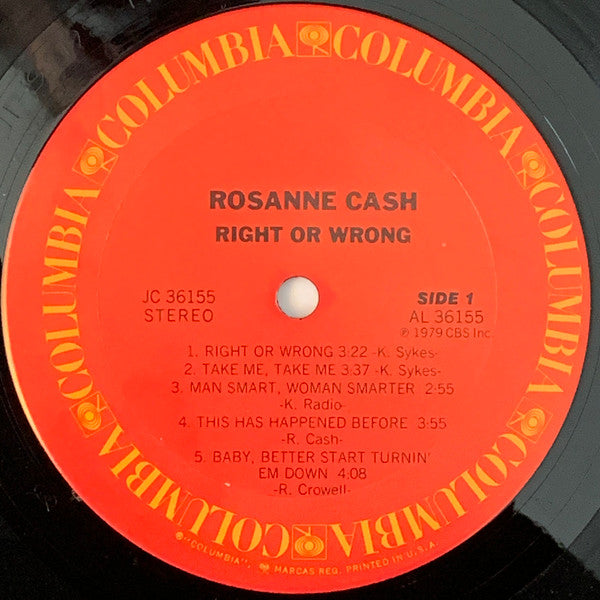 COLUMBIA COLUMBIA COLUMBIA COLUMBIA COLUMBIA COLUMBIA
ROSANNE CASH
RIGHT OR WRONG
JC 36155
STEREO
SIDE 1
AL 36155
℗ 1979 CBS Inc.
1. RIGHT OR WRONG 3:22 -K. Sykes-
2. TAKE ME, TAKE ME 3:37 -K. Sykes-
3. MAN SMART, WOMAN SMARTER 2:55
-K. Radio-
4. THIS HAS HAPPENED BEFORE 3:55
-R. Cash-
5. BABY, BETTER START TURNIN'
EM DOWN 4:08
-R. Crowell-
® "COLUMBIA", MARCAS REG. PRINTED IN U.S.A